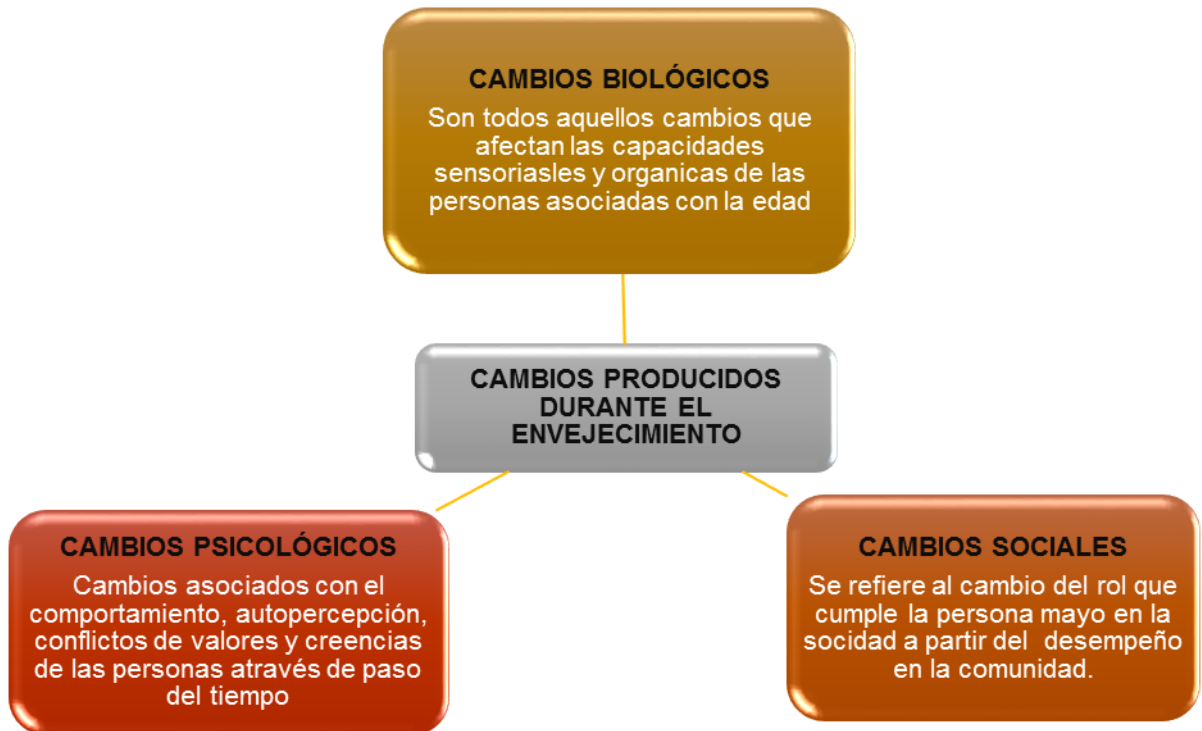 CAMBIOS BIOLÓGICOS
Son todos aquellos cambios que
afectan las capacidades
sensoriasles y organicas de las
personas asociadas con la edad
CAMBIOS PRODUCIDOS
DURANTE EL
ENVEJECIMIENTO
CAMBIOS PSICOLÓGICOS
Cambios asociados con el
comportamiento, autopercepción,
conflictos de valores y creencias
de las personas através de paso
del tiempo
CAMBIOS SOCIALES
Se refiere al cambio del rol que
cumple la persona mayo en la
socidad a partir del desempeño
en la comunidad.